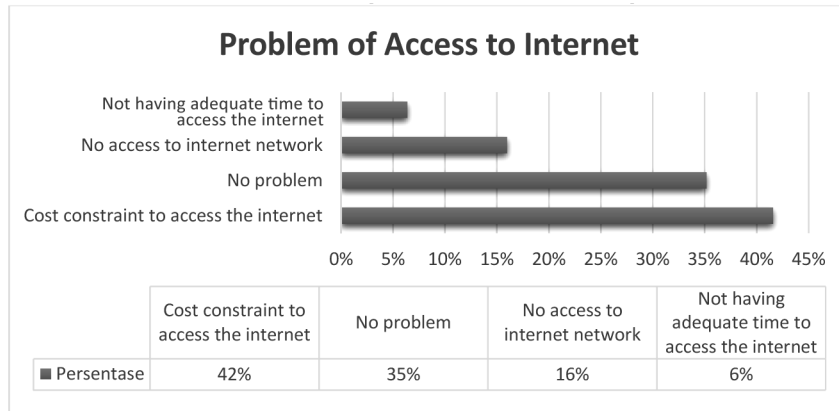 Problem of Access to Internet
Not having adequate time to
access the internet
No access to internet network
No problem
Cost constraint to access the internet
0% 5% 10% 15% 20% 25% 30% 35% 40% 45%
Cost constraint to
access the internet
No problem
No access to
internet network
Not having
adequate time to
access the internet
Persentase 42% 35% 16% 6%